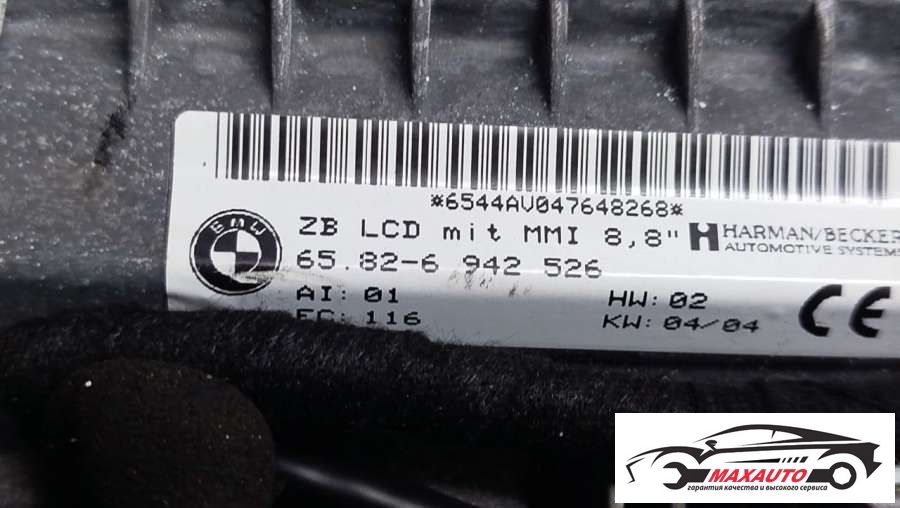 *6544AV047648268*
BMW
ZB LCD mit MMI 8,8"
HARMAN/BECKER
AUTOMOTIVE SYSTEMS
65.82-6 942 526
AI: 01
HW: 02
EC: 116
KW: 04/04
CE
MAXAUTO
гарантия качества и высокого сервиса